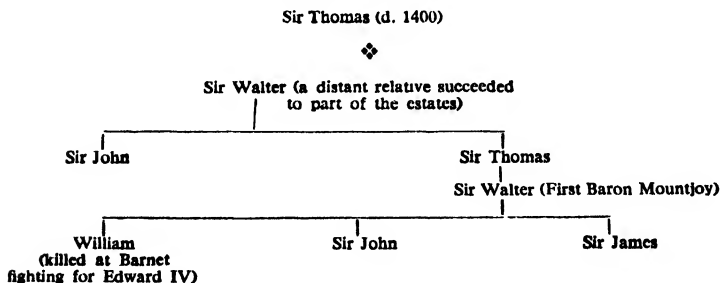 Sir Thomas (d. 1400)
Sir Walter (a distant relative succeeded
to part of the estates)
Sir John
Sir Thomas
Sir Walter (First Baron Mountjoy)
William
(killed at Barnet
fighting for Edward IV)
Sir John
Sir James